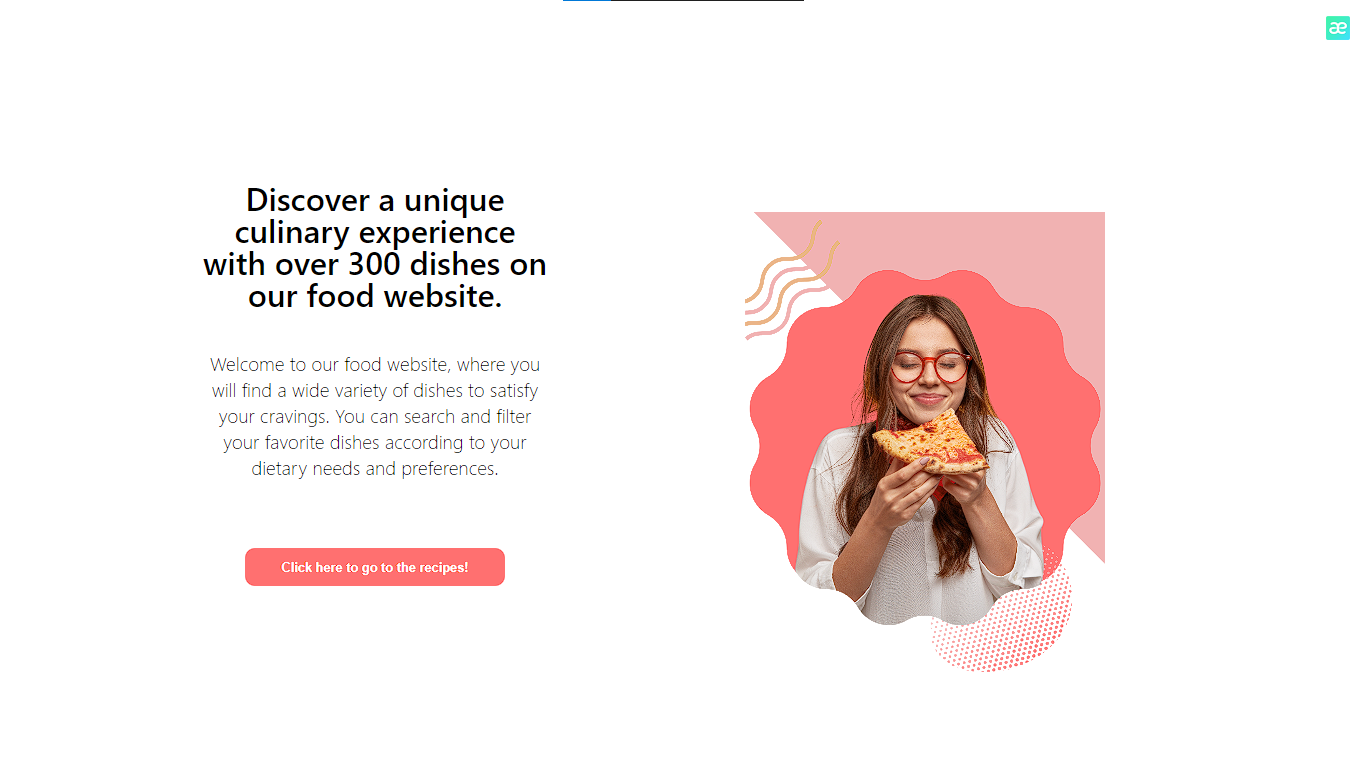 æ
Discover a unique
culinary experience
with over 300 dishes on
our food website.
Welcome to our food website, where you
will find a wide variety of dishes to satisfy
your cravings. You can search and filter
your favorite dishes according to your
dietary needs and preferences.
Click here to go to the recipes!